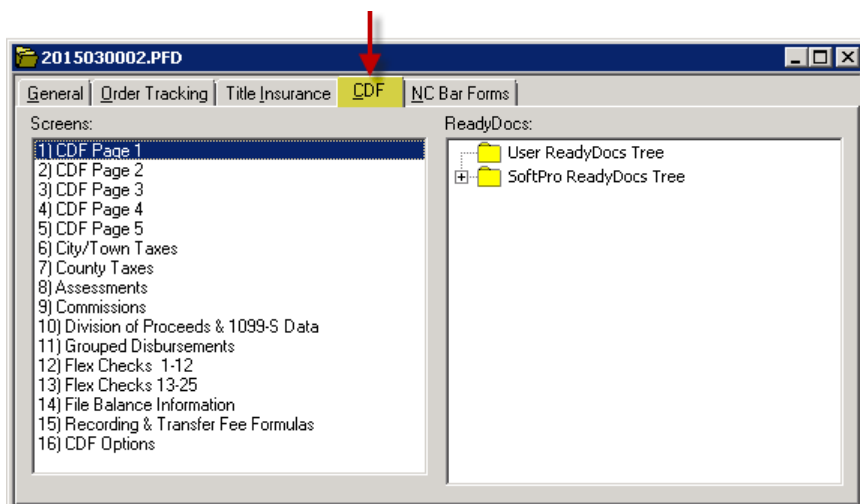 2015030002.PFD
General Order Tracking Title Insurance CDF NC Bar Forms
Screens:
1) CDF Page 1
2) CDF Page 2
3) CDF Page 3
4) CDF Page 4
5) CDF Page 5
6) City/Town Taxes
7) County Taxes
8) Assessments
9) Commissions
10) Division of Proceeds & 1099-S Data
11) Grouped Disbursements
12) Flex Checks 1-12
13) Flex Checks 13-25
14) File Balance Information
15) Recording & Transfer Fee Formulas
16) CDF Options
ReadyDocs:
User ReadyDocs Tree
SoftPro ReadyDocs Tree